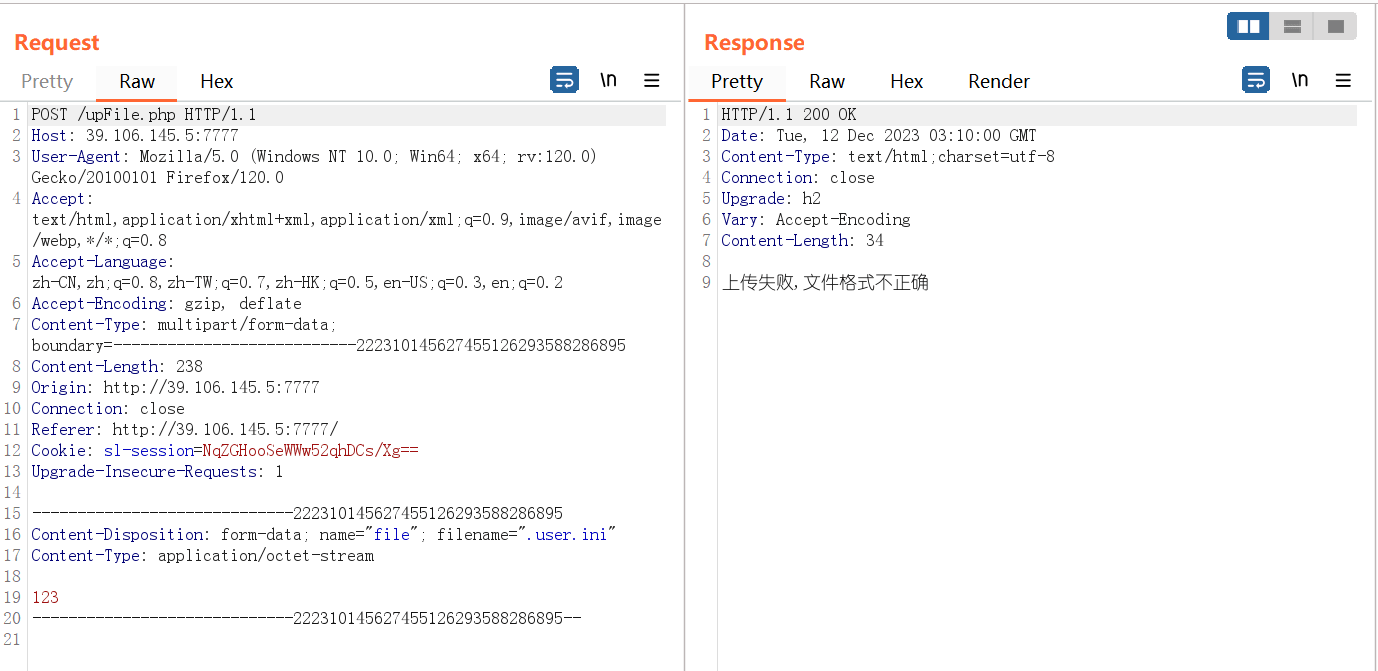 Request
Pretty Raw Hex \n
1 POST /upFile.php HTTP/1.1
2 Host: 39.106.145.5:7777
3 User-Agent: Mozilla/5.0 (Windows NT 10.0; Win64; x64; rv:120.0)
Gecko/20100101 Firefox/120.0
4 Accept:
text/html,application/xhtml+xml,application/xml;q=0.9,image/avif,image
/webp,*/*;q=0.8
5 Accept-Language:
zh-CN,zh;q=0.8,zh-TW;q=0.7,zh-HK;q=0.5,en-US;q=0.3,en;q=0.2
6 Accept-Encoding: gzip, deflate
7 Content-Type: multipart/form-data;
boundary=---------------------------222310145627455126293588286895
8 Content-Length: 238
9 Origin: http://39.106.145.5:7777
10 Connection: close
11 Referer: http://39.106.145.5:7777/
12 Cookie: sl-session=NqZGHooSeWWw52qhDCs/Xg==
13 Upgrade-Insecure-Requests: 1
14
15 -----------------------------222310145627455126293588286895
16 Content-Disposition: form-data; name="file"; filename=".user.ini"
17 Content-Type: application/octet-stream
18
19 123
20 -----------------------------222310145627455126293588286895--
21
Response
Pretty Raw Hex Render \n
1 HTTP/1.1 200 OK
2 Date: Tue, 12 Dec 2023 03:10:00 GMT
3 Content-Type: text/html;charset=utf-8
4 Connection: close
5 Upgrade: h2
6 Vary: Accept-Encoding
7 Content-Length: 34
8
9 上传失败,文件格式不正确